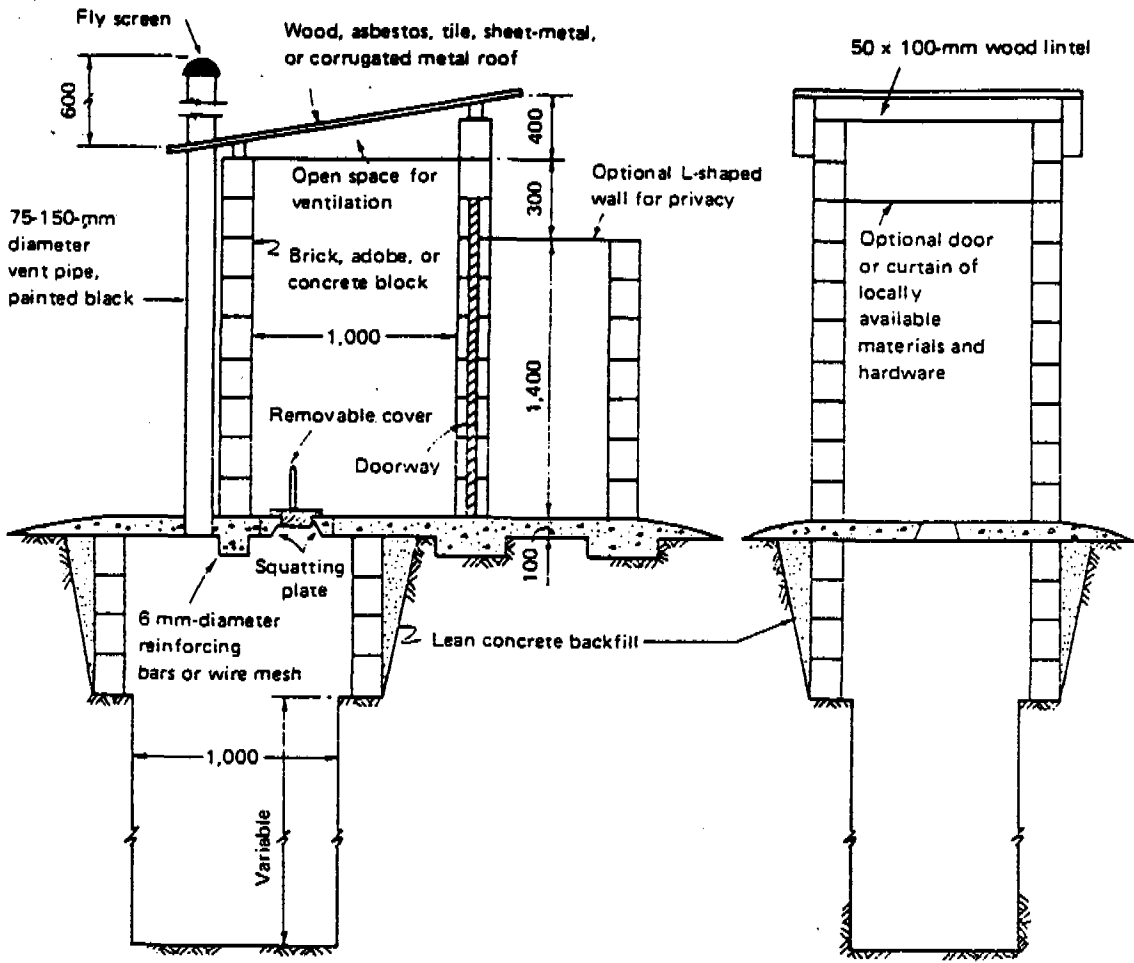 Fly screen
Wood, asbestos, tile, sheet-metal,
or corrugated metal roof
50 x 100-mm wood lintel
600
400
Open space for
ventilation
300
Optional L-shaped
wall for privacy
75-150-mm
diameter
vent pipe,
painted black
Brick, adobe, or
concrete block
Optional door
or curtain of
locally
available
materials and
hardware
1,000
1,400
Removable cover
Doorway
Squatting
plate
100
6 mm-diameter
reinforcing
bars or wire mesh
Lean concrete backfill
1,000
Variable